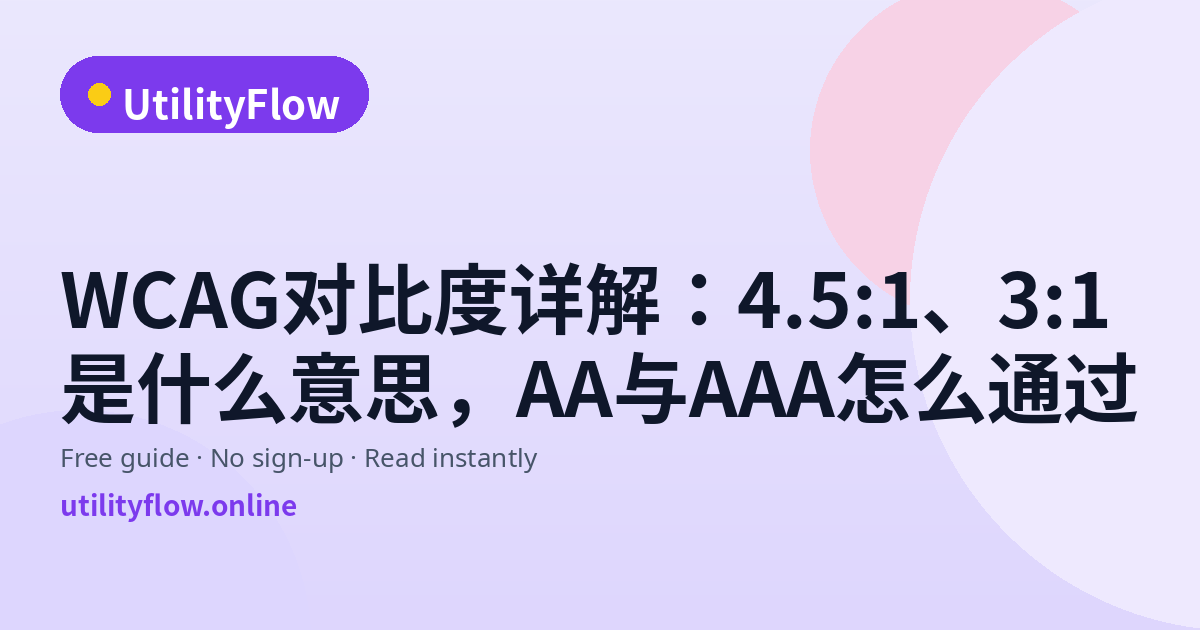 UtilityFlow
WCAG对比度详解：4.5:1、3:1
是什么意思，AA与AAA怎么通过
Free guide · No sign-up · Read instantly
utilityflow.online